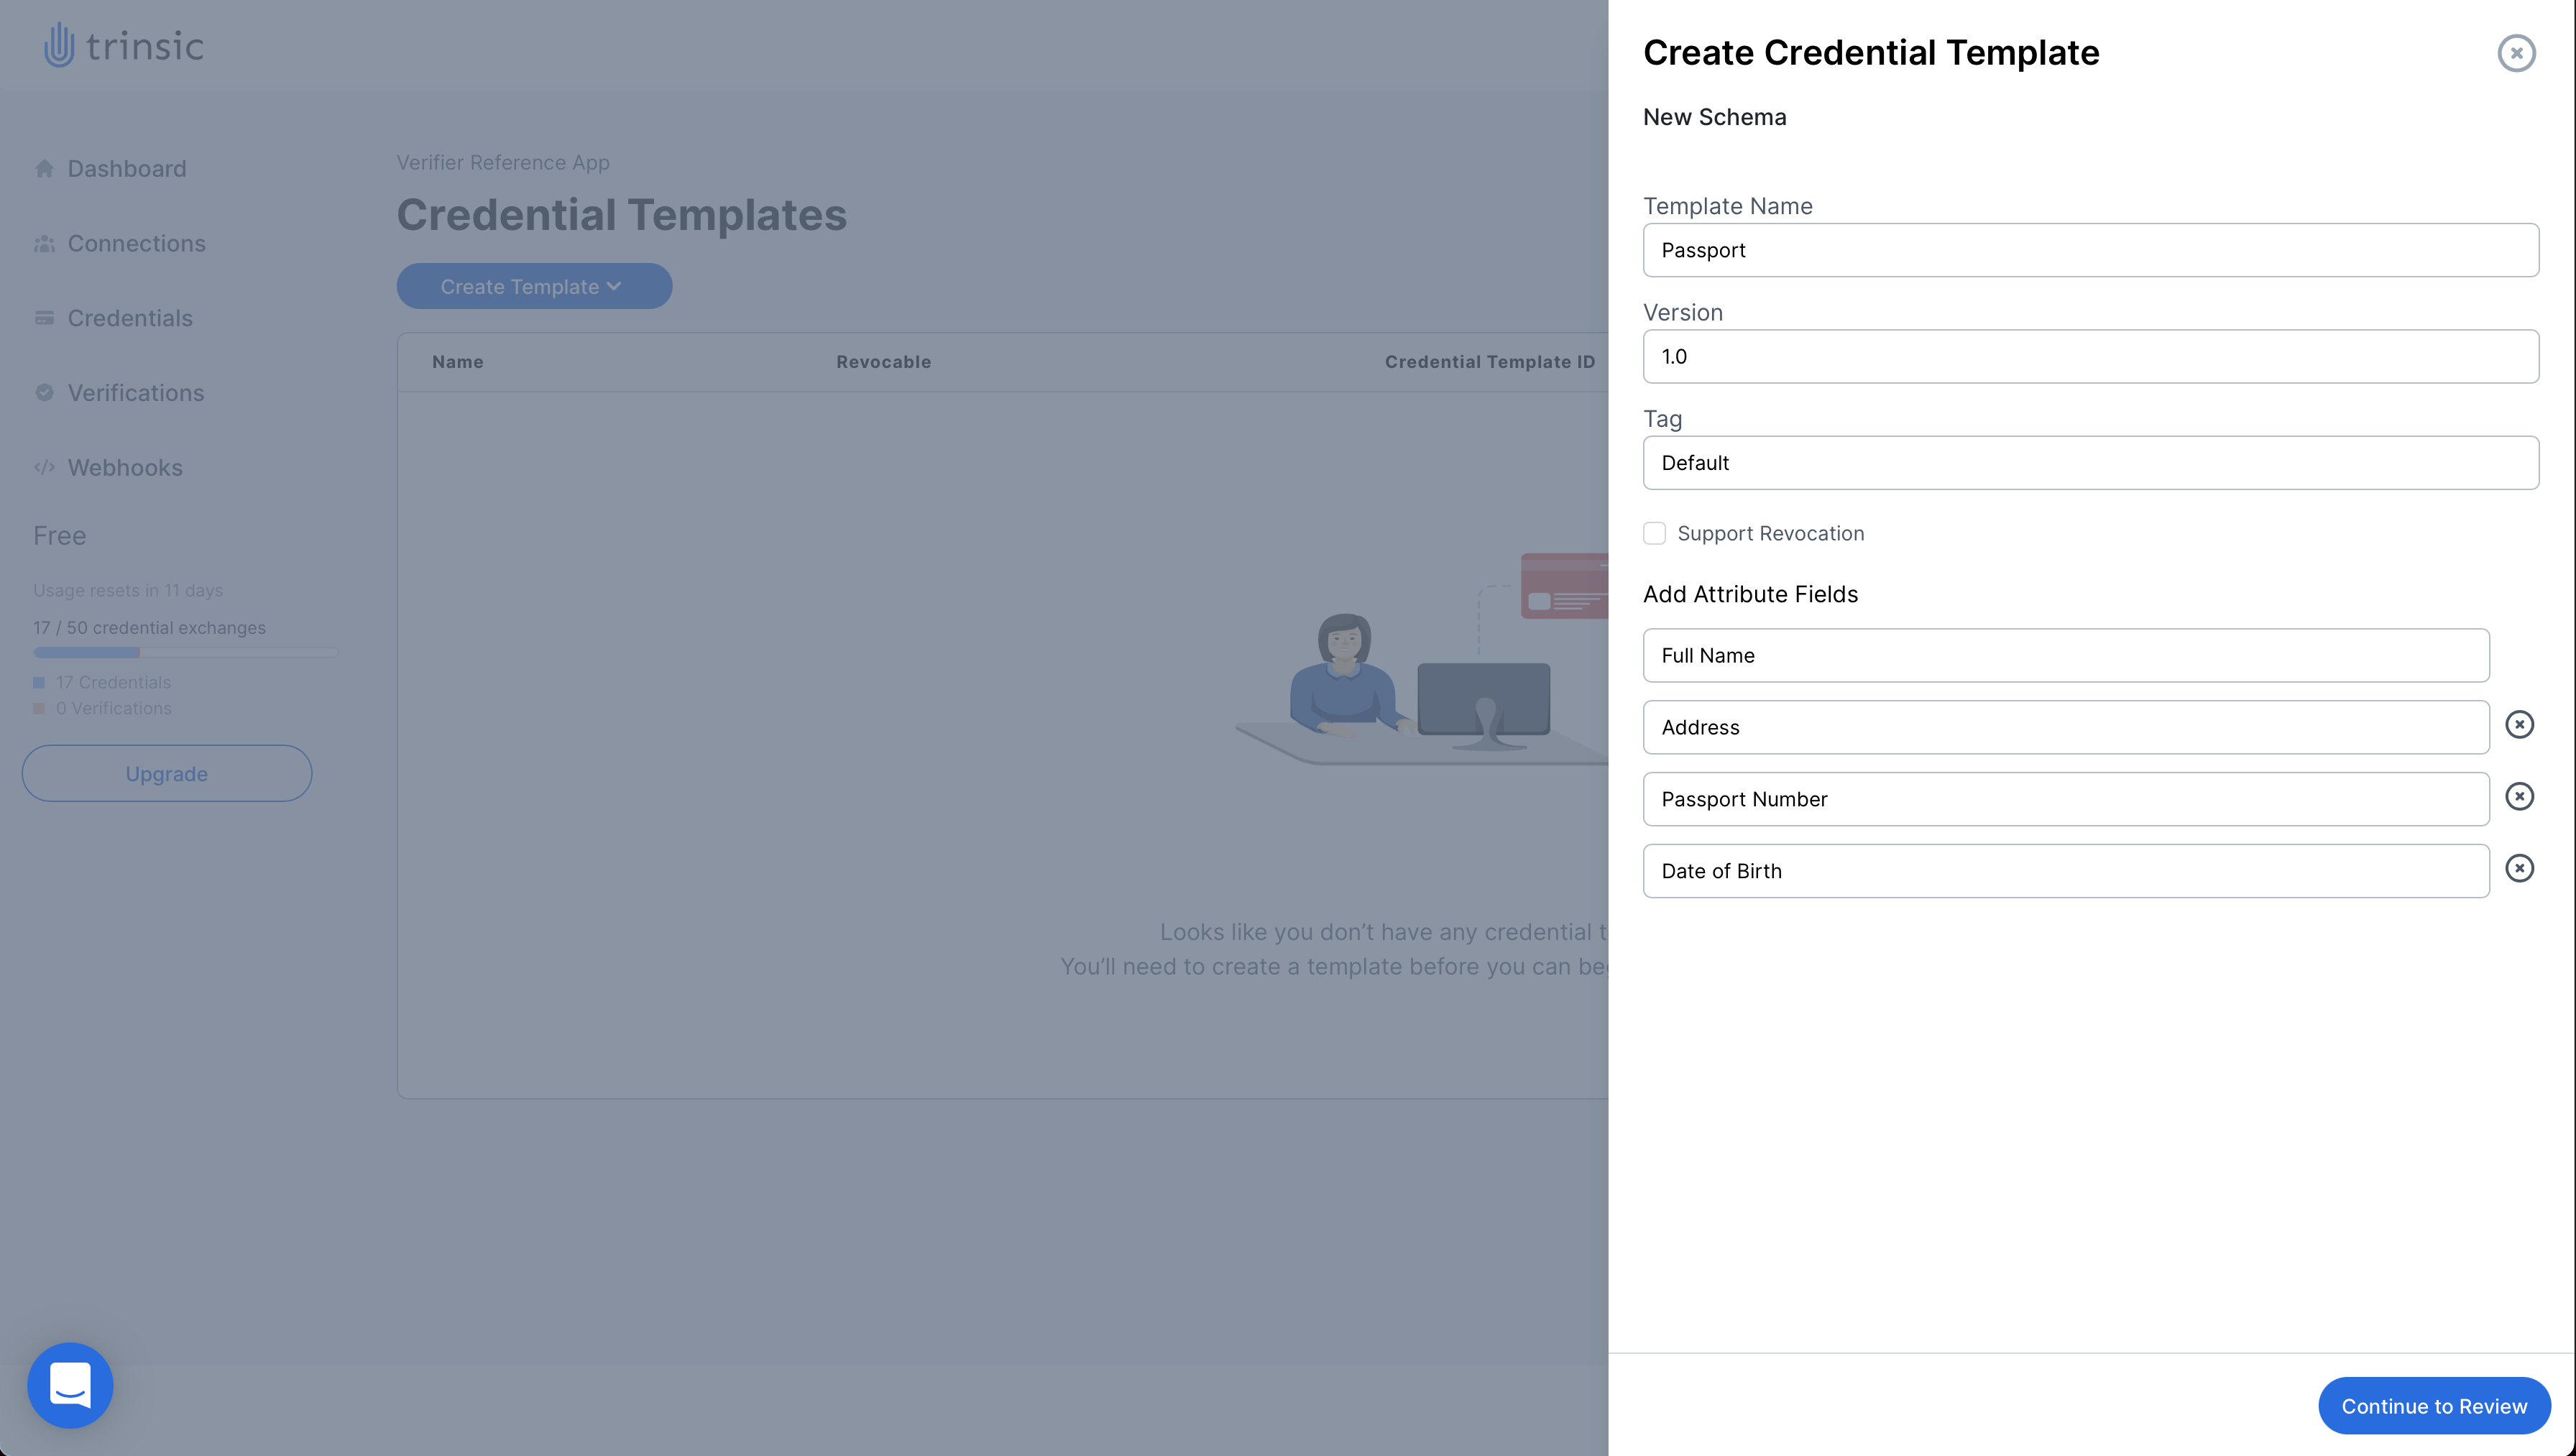 trinsic
Dashboard
Connections
Credentials
Verifications
Webhooks
Free
Usage resets in 11 days
17 / 50 credential exchanges
17 Credentials
0 Verifications
Upgrade
Verifier Reference App
Credential Templates
Create Template
Name Revocable Credential Template ID
Looks like you don't have any credential t
You'll need to create a template before you can be
Create Credential Template
New Schema
Template Name
Passport
Version
1.0
Tag
Default
Support Revocation
Add Attribute Fields
Full Name
Address
Passport Number
Date of Birth
Continue to Review